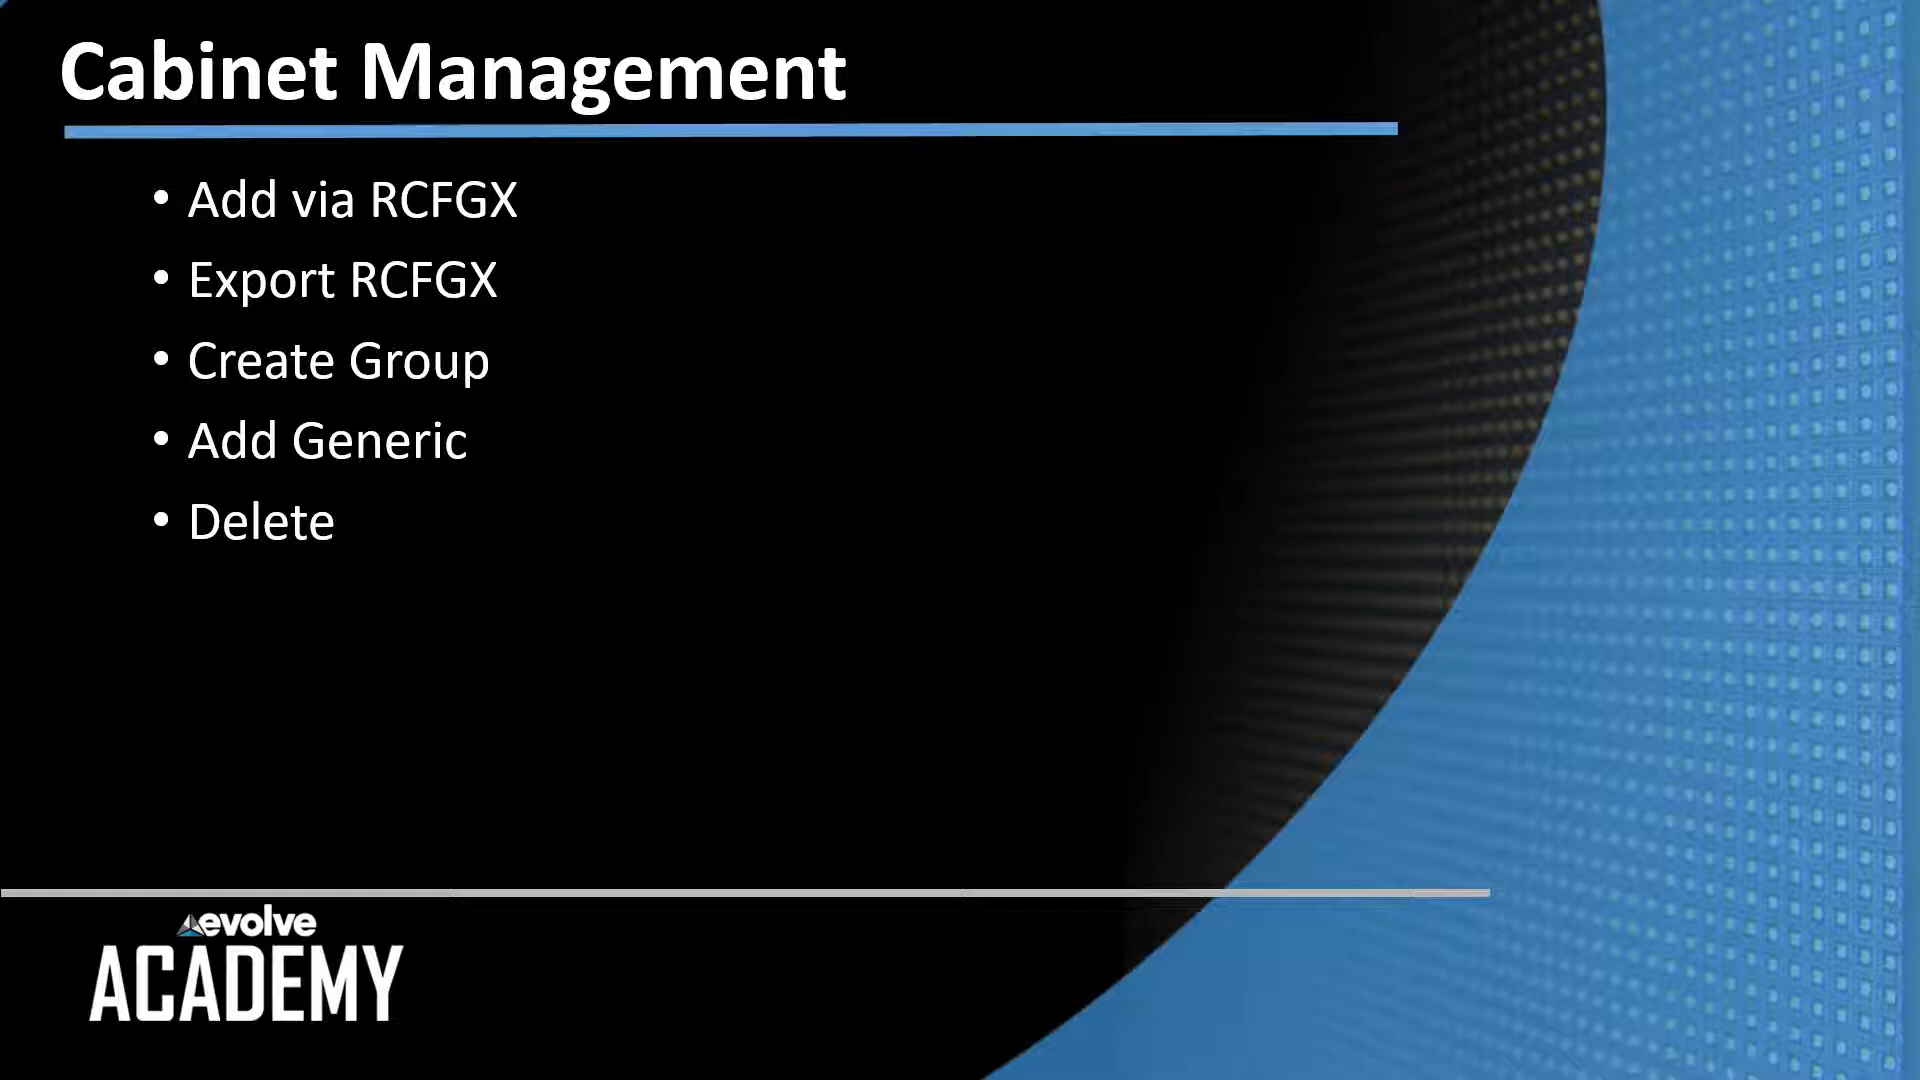 Cabinet Management
• Add via RCFGX
• Export RCFGX
• Create Group
• Add Generic
• Delete
evolve
ACADEMY